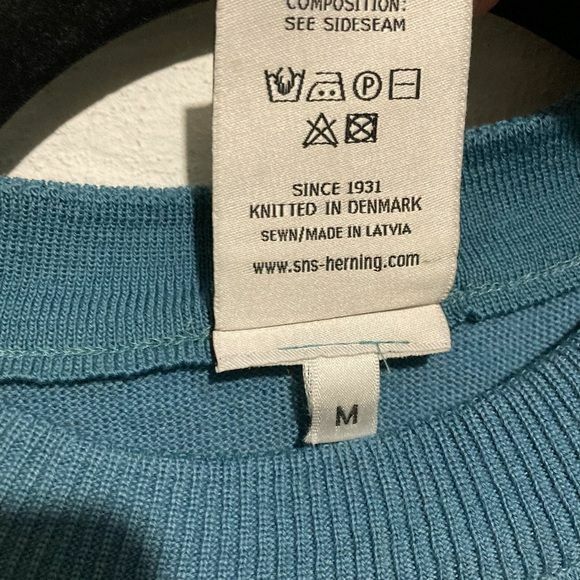 COMPOSITION:
SEE SIDESEAM
P
SINCE 1931
KNITTED IN DENMARK
SEWN/MADE IN LATVIA
www.sns-herning.com
M